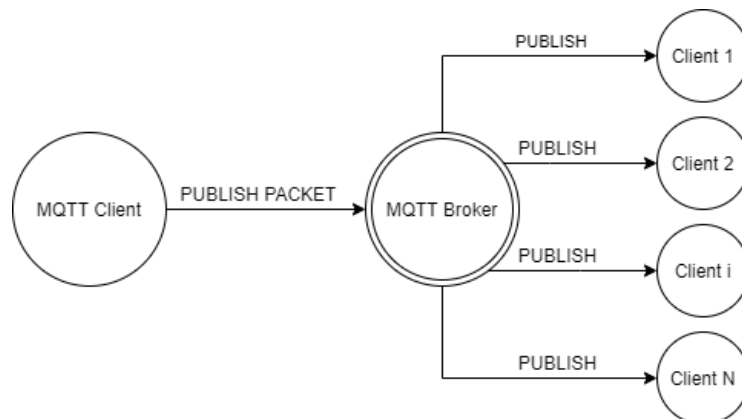 PUBLISH
Client 1
PUBLISH
Client 2
MQTT Client
PUBLISH PACKET
MQTT Broker
PUBLISH
Client i
PUBLISH
Client N